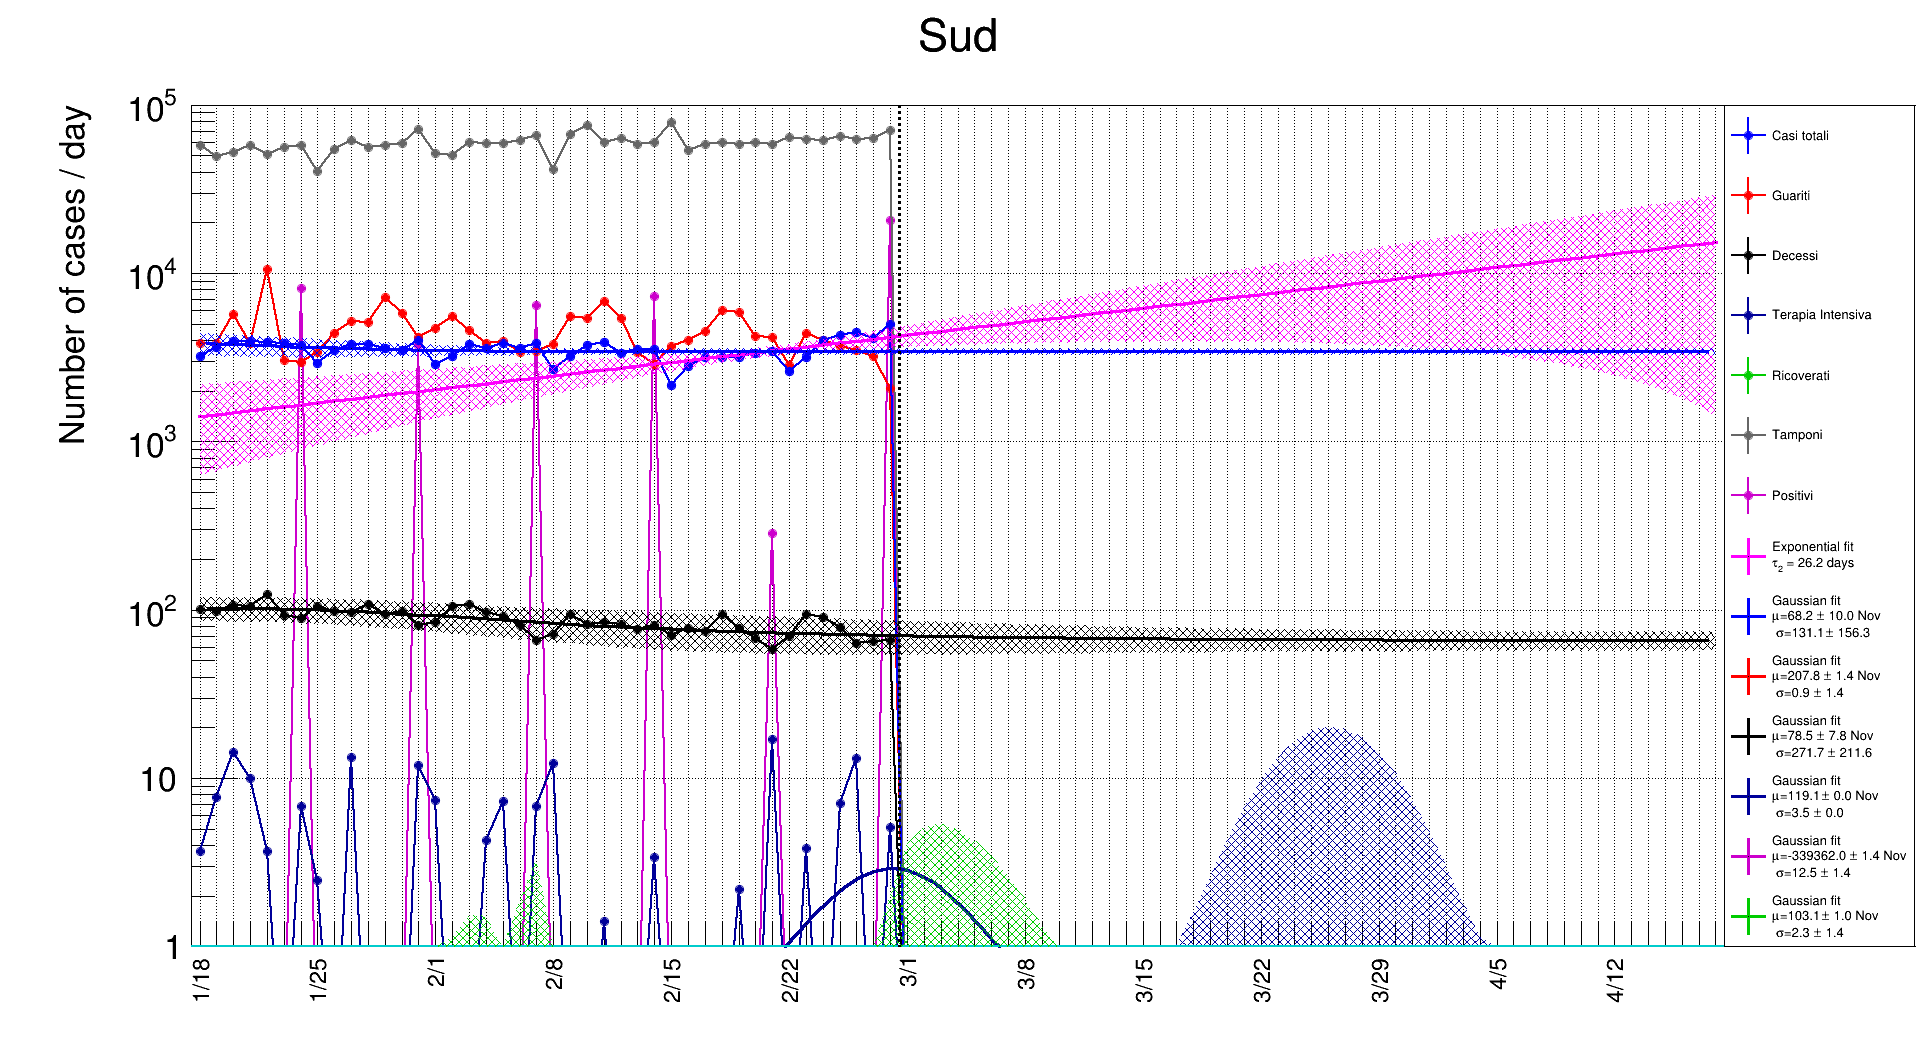 Sud
Number of cases / day
10^5
10^4
10^3
10^2
10
1
1/18
1/25
2/1
2/8
2/15
2/22
3/1
3/8
3/15
3/22
3/29
4/5
4/12
Casi totali
Guariti
Decessi
Terapia Intensiva
Ricoverati
Tamponi
Positivi
Exponential fit
τ2 = 26.2 days
Gaussian fit
μ=68.2 ± 10.0 Nov
σ=131.1 ± 156.3
Gaussian fit
μ=207.8 ± 1.4 Nov
σ=0.9 ± 1.4
Gaussian fit
μ=78.5 ± 7.8 Nov
σ=271.7 ± 211.6
Gaussian fit
μ=119.1 ± 0.0 Nov
σ=3.5 ± 0.0
Gaussian fit
μ=-339362.0 ± 1.4 Nov
σ=12.5 ± 1.4
Gaussian fit
μ=103.1 ± 1.0 Nov
σ=2.3 ± 1.4